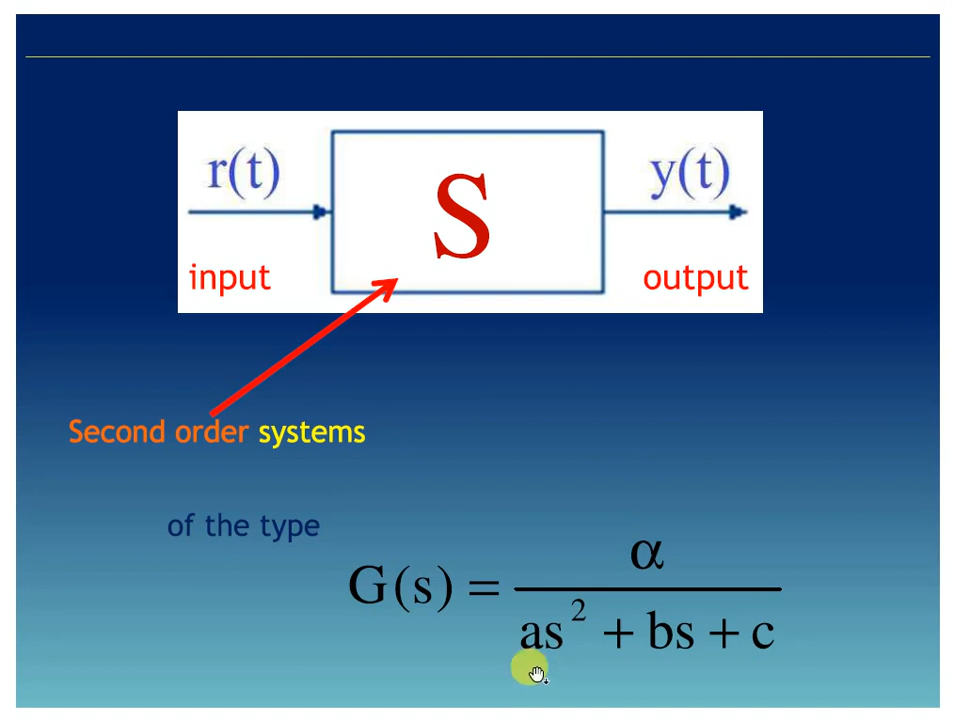 r(t) S y(t)
input output
Second order systems
of the type
G(s) = α / (as² + bs + c)